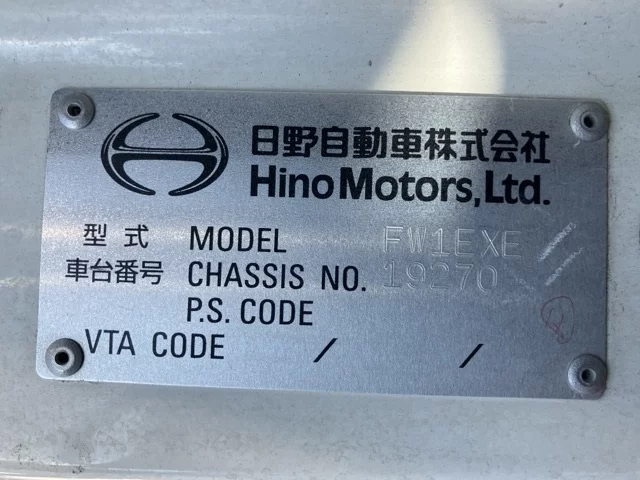 日野自動車株式会社
Hino Motors, Ltd.
型式 MODEL FW1EXE
車台番号 CHASSIS NO. 19270
P.S. CODE
VTA CODE / /